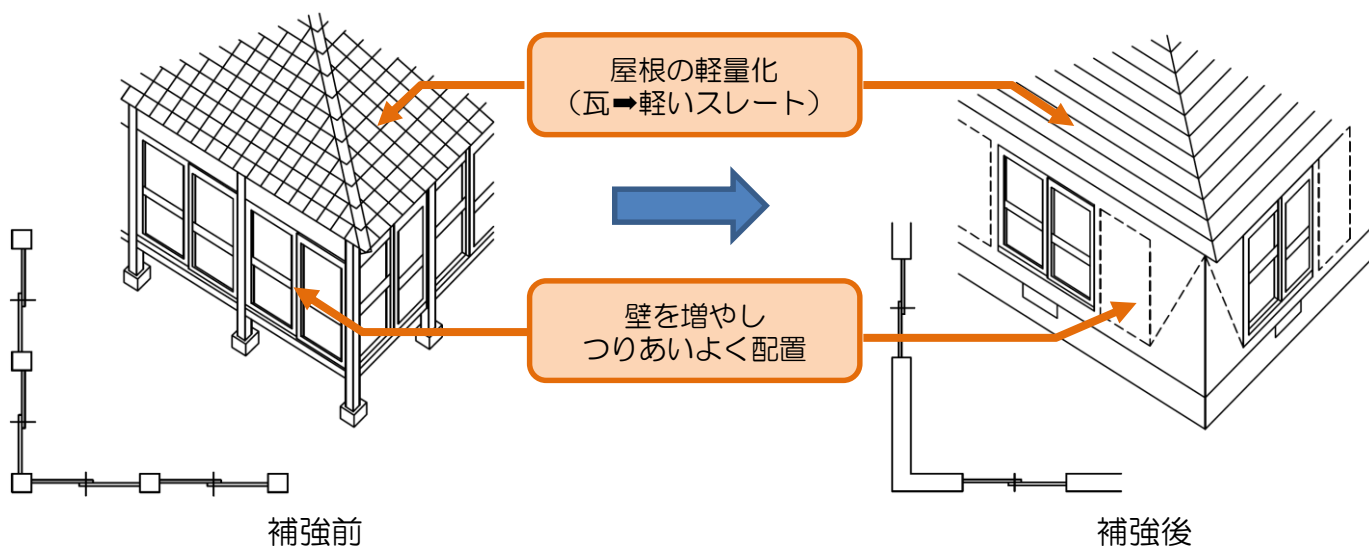 屋根の軽量化
（瓦➡軽いスレート）
壁を増やし
つりあいよく配置
補強前
補強後